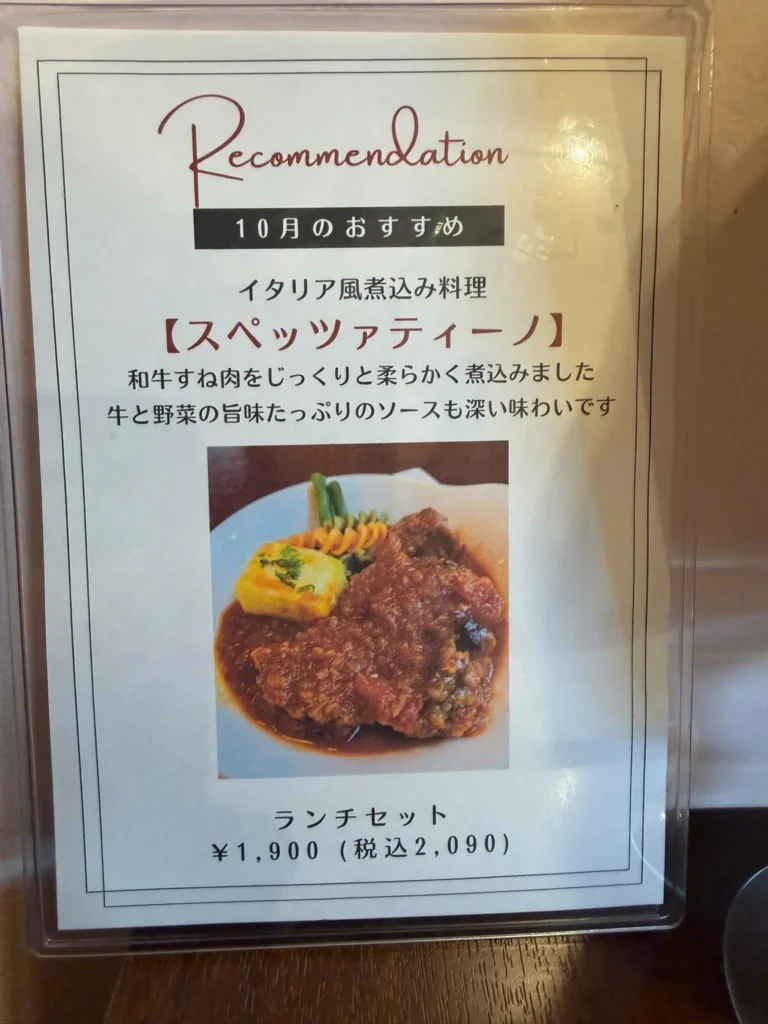 Recommendation
10月のおすすめ
イタリア風煮込み料理
【スペッツァティーノ】
和牛すね肉をじっくりと柔らかく煮込みました
牛と野菜の旨味たっぷりのソースも深い味わいです
ランチセット
¥1,900 (税込2,090)